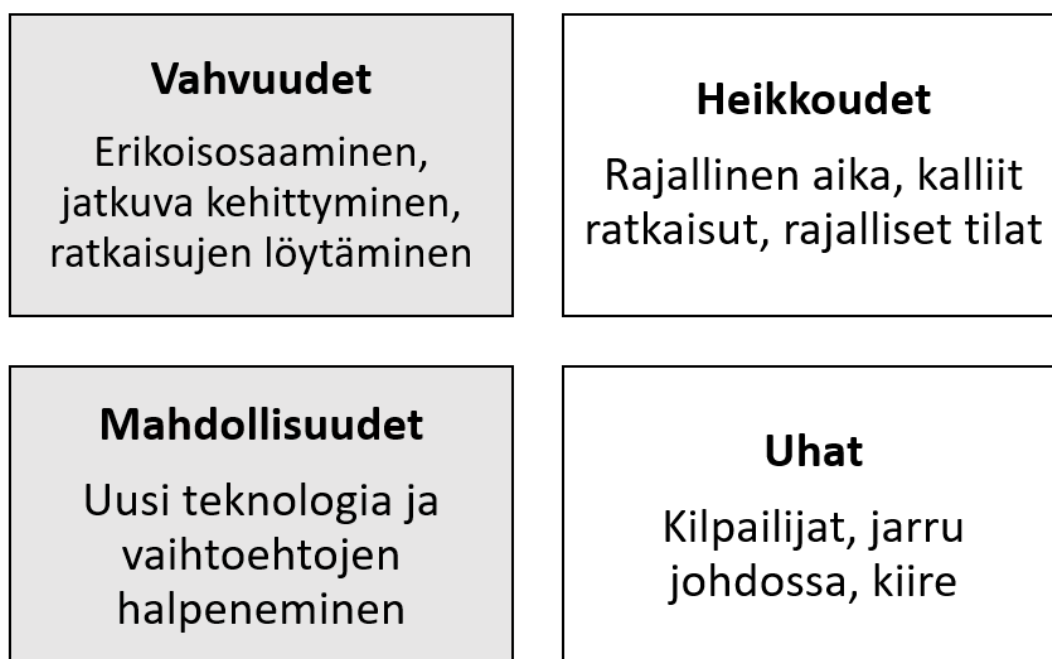 Vahvuudet
Erikoisosaaminen,
jatkuva kehittyminen,
ratkaisujen löytäminen
Heikkoudet
Rajallinen aika, kalliit
ratkaisut, rajalliset tilat
Mahdollisuudet
Uusi teknologia ja
vaihtoehtojen
halpeneminen
Uhat
Kilpailijat, jarru
johdossa, kiire